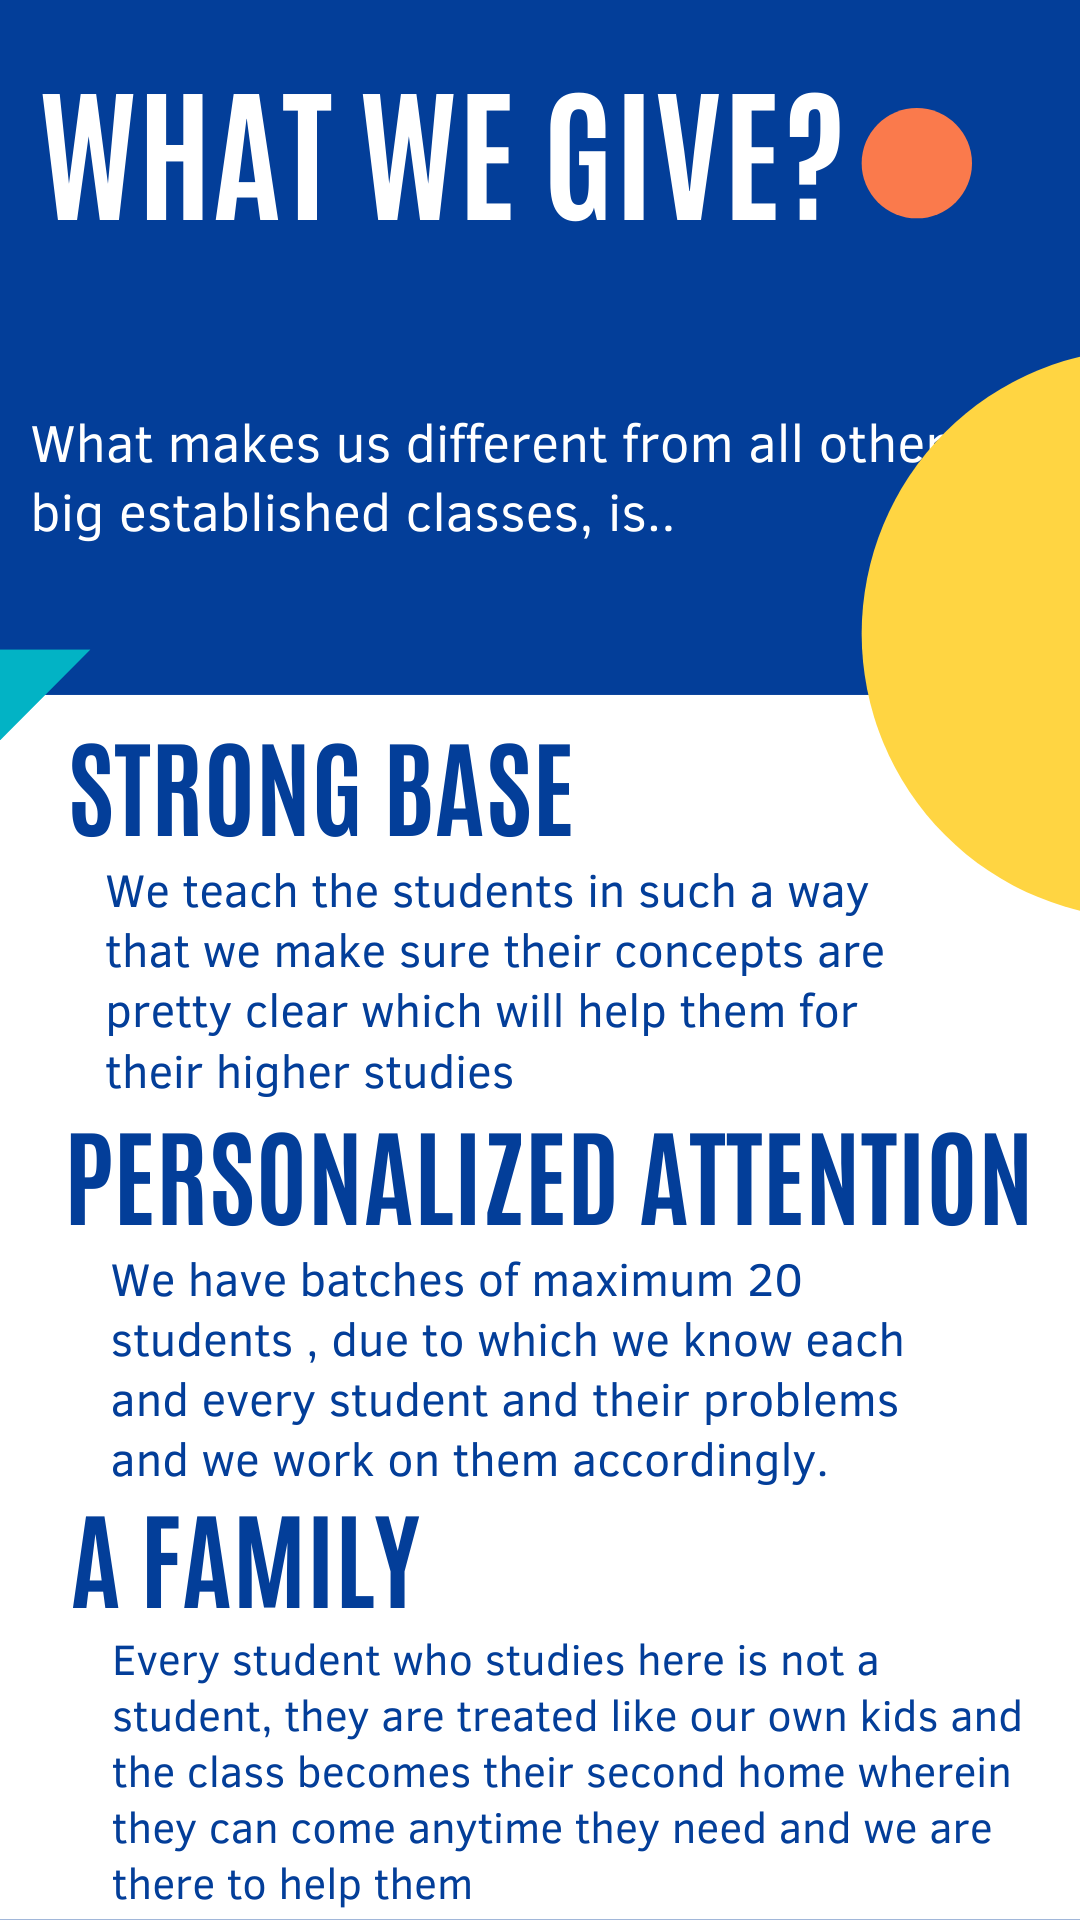 WHAT WE GIVE?
What makes us different from all other
big established classes, is..
STRONG BASE
We teach the students in such a way
that we make sure their concepts are
pretty clear which will help them for
their higher studies
PERSONALIZED ATTENTION
We have batches of maximum 20
students , due to which we know each
and every student and their problems
and we work on them accordingly.
A FAMILY
Every student who studies here is not a
student, they are treated like our own kids and
the class becomes their second home wherein
they can come anytime they need and we are
there to help them